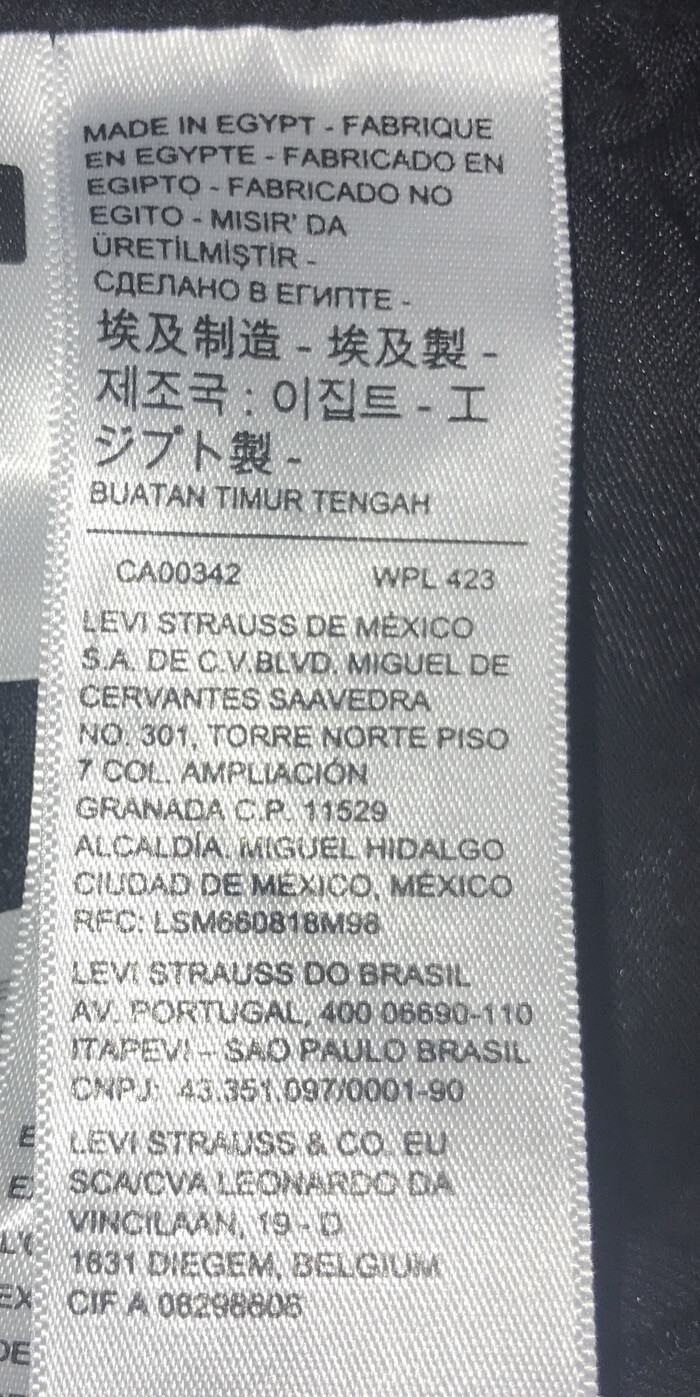 MADE IN EGYPT - FABRIQUE
EN EGYPTE - FABRICADO EN
EGIPTO - FABRICADO NO
EGITO - MISIR' DA
ÜRETİLMİŞTİR -
СДЕЛАНО В ЕГИПТЕ -
埃及制造 - 埃及製 -
제조국 : 이집트 - エ
ジプト製 -
BUATAN TIMUR TENGAH
CA00342 WPL 423
LEVI STRAUSS DE MÉXICO
S.A. DE C.V.BLVD. MIGUEL DE
CERVANTES SAAVEDRA
NO. 301, TORRE NORTE PISO
7 COL. AMPLIACIÓN
GRANADA C.P. 11529
ALCALDÍA. MIGUEL HIDALGO
CIUDAD DE MÉXICO, MÉXICO
RFC: LSM660818M98
LEVI STRAUSS DO BRASIL
AV. PORTUGAL, 400 06690-110
ITAPEVI – SAO PAULO BRASIL
CNPJ: 43.351.097/0001-90
LEVI STRAUSS & CO. EU
SCA/CVA LEONARDO DA
VINCILAAN, 19 - D
1831 DIEGEM, BELGIUM
CIF A 08298606